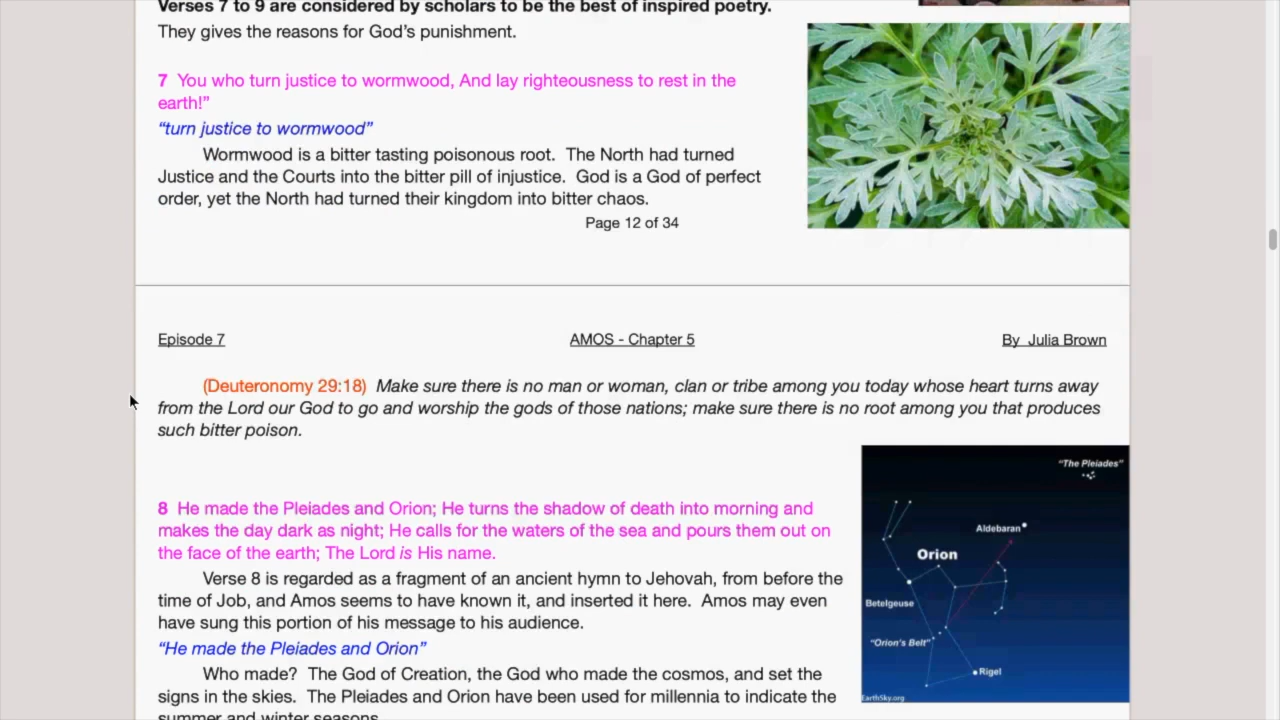 Verses 7 to 9 are considered by scholars to be the best of inspired poetry.
They gives the reasons for God's punishment.
7  You who turn justice to wormwood, And lay righteousness to rest in the
earth!”
“turn justice to wormwood”
Wormwood is a bitter tasting poisonous root.  The North had turned
Justice and the Courts into the bitter pill of injustice.  God is a God of perfect
order, yet the North had turned their kingdom into bitter chaos.
Page 12 of 34
Episode 7
AMOS - Chapter 5
By  Julia Brown
(Deuteronomy 29:18)  Make sure there is no man or woman, clan or tribe among you today whose heart turns away
from the Lord our God to go and worship the gods of those nations; make sure there is no root among you that produces
such bitter poison.
8  He made the Pleiades and Orion; He turns the shadow of death into morning and
makes the day dark as night; He calls for the waters of the sea and pours them out on
the face of the earth; The Lord is His name.
Verse 8 is regarded as a fragment of an ancient hymn to Jehovah, from before the
time of Job, and Amos seems to have known it, and inserted it here.  Amos may even
have sung this portion of his message to his audience.
“He made the Pleiades and Orion”
Who made?  The God of Creation, the God who made the cosmos, and set the
signs in the skies.  The Pleiades and Orion have been used for millennia to indicate the
summer and winter seasons
"The Pleiades"
Aldebaran
Orion
Betelgeuse
"Orion's Belt"
Rigel
EarthSky.org